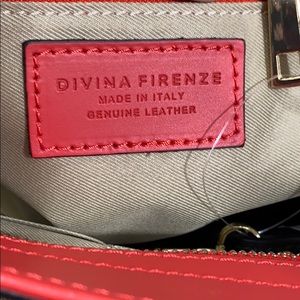 DIVINA FIRENZE
MADE IN ITALY
GENUINE LEATHER